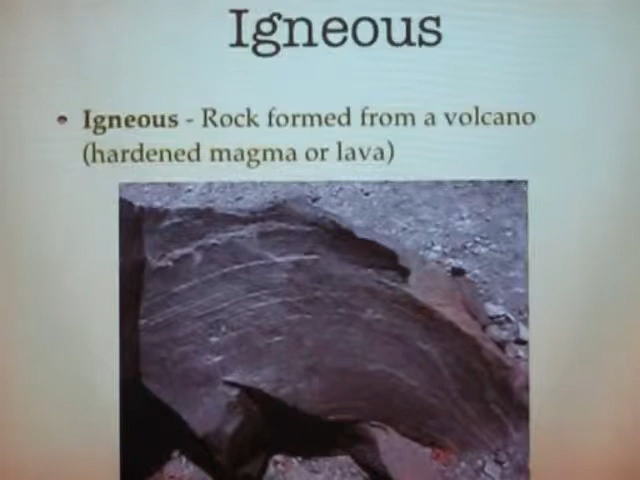 Igneous
• Igneous - Rock formed from a volcano
(hardened magma or lava)